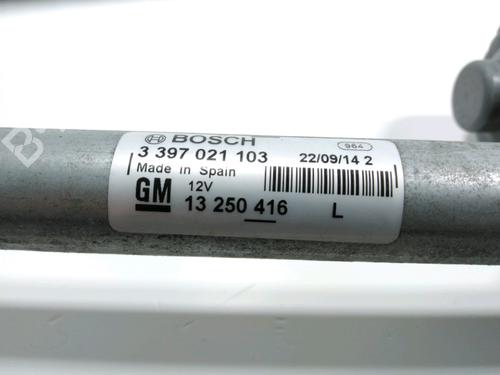 BOSCH
964
3 397 021 103
22/09/14 2
Made in Spain
GM
12V
13 250 416
L